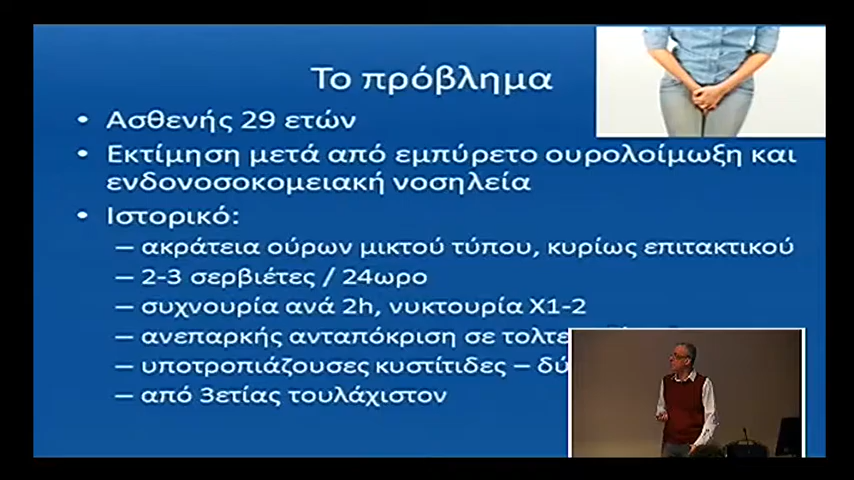 Το πρόβλημα
• Ασθενής 29 ετών
• Εκτίμηση μετά από εμπύρετο ουρολοίμωξη και
ενδονοσοκομειακή νοσηλεία
• Ιστορικό:
– ακράτεια ούρων μικτού τύπου, κυρίως επιτακτικού
– 2-3 σερβιέτες / 24ωρο
– συχνουρία ανά 2h, νυκτουρία Χ1-2
– ανεπαρκής ανταπόκριση σε
– υποτροπιάζουσες κυστίτιδες –
– από 3ετίας τουλάχιστον